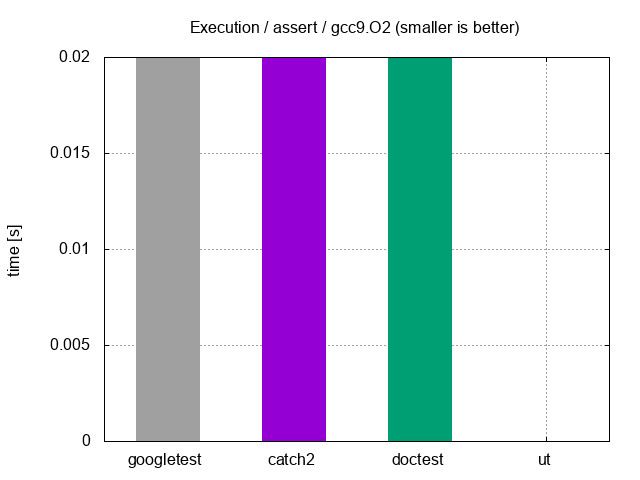 Execution / assert / gcc9.O2 (smaller is better)
0.02
0.015
0.01
0.005
0
time [s]
googletest catch2 doctest ut